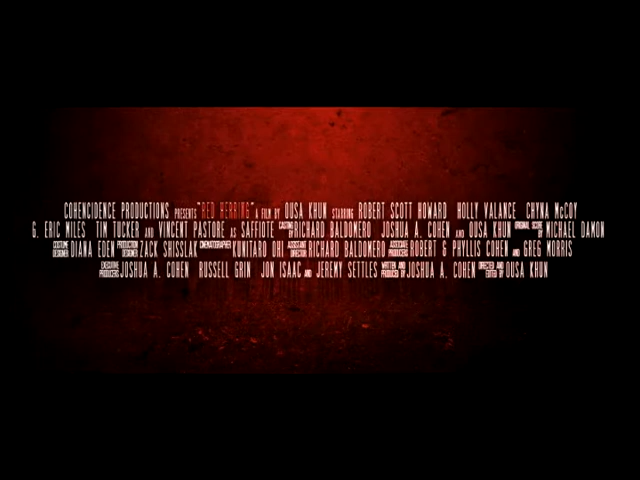 COHENCIDENCE PRODUCTIONS PRESENTS "RED HERRING" A FILM BY OUSA KHUN STARRING ROBERT SCOTT HOWARD HOLLY VALANCE CHYNA McCOY
G. ERIC MILES TIM TUCKER AND VINCENT PASTORE AS SAFFIOTE CASTING BY RICHARD BALDOMERO JOSHUA A. COHEN AND OUSA KHUN ORIGINAL SCORE BY MICHAEL DAMON
COSTUME DESIGNER DIANA EDEN PRODUCTION DESIGNER ZACK SHISSLAK CINEMATOGRAPHER YUNITARO OHI ASSISTANT DIRECTOR RICHARD BALDOMERO ASSOCIATE PRODUCERS ROBERT & PHYLLIS COHEN AND GREG MORRIS
EXECUTIVE PRODUCERS JOSHUA A. COHEN RUSSELL GRIN JON ISAAC AND JEREMY SETTLES WRITTEN AND PRODUCED BY JOSHUA A. COHEN DIRECTED AND EDITED BY OUSA KHUN